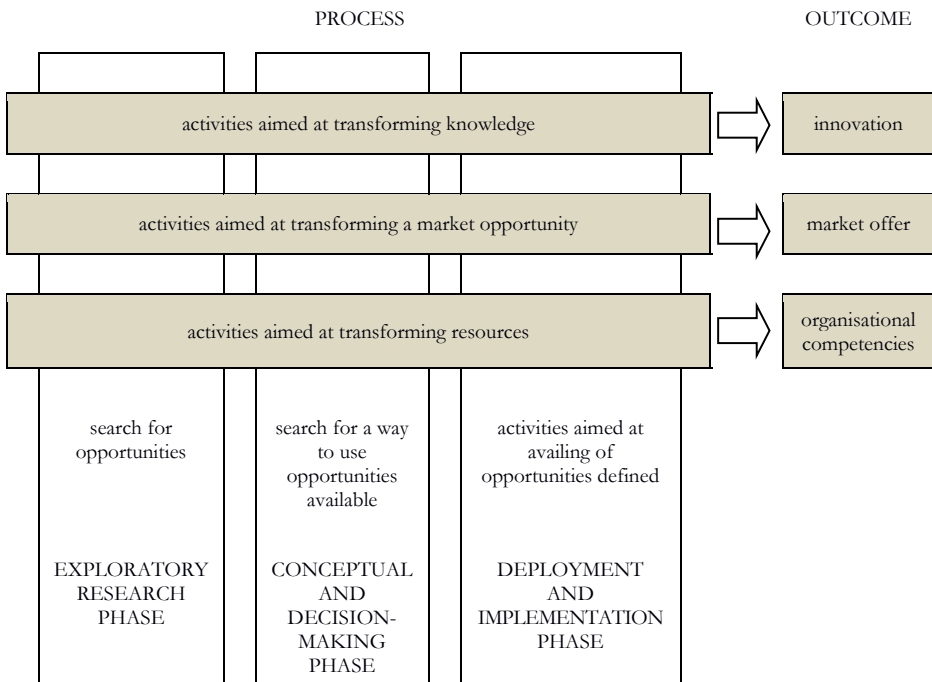 PROCESS
OUTCOME
activities aimed at transforming knowledge
innovation
activities aimed at transforming a market opportunity
market offer
activities aimed at transforming resources
organisational
competencies
search for
opportunities
search for a way
to use
opportunities
available
activities aimed at
availing of
opportunities defined
EXPLORATORY
RESEARCH
PHASE
CONCEPTUAL
AND
DECISION-
MAKING
PHASE
DEPLOYMENT
AND
IMPLEMENTATION
PHASE